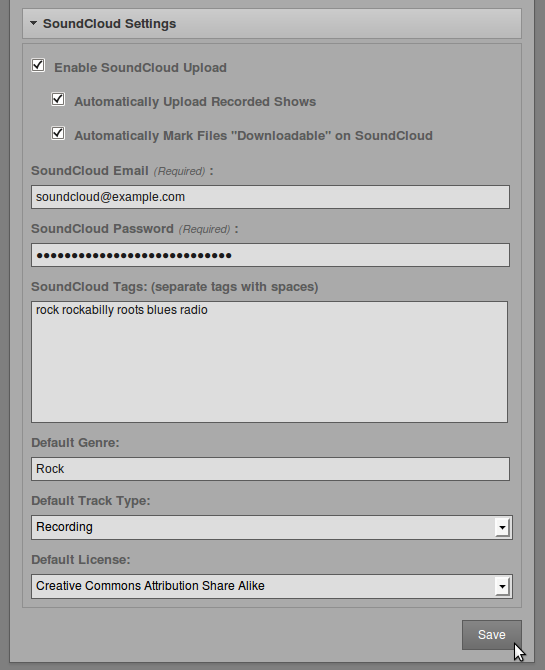 SoundCloud Settings
Enable SoundCloud Upload
Automatically Upload Recorded Shows
Automatically Mark Files "Downloadable" on SoundCloud
SoundCloud Email (Required) :
soundcloud@example.com
SoundCloud Password (Required) :
●●●●●●●●●●●●●●●●●●●●●●●●●●●●
SoundCloud Tags: (separate tags with spaces)
rock rockabilly roots blues radio
Default Genre:
Rock
Default Track Type:
Recording
Default License:
Creative Commons Attribution Share Alike
Save